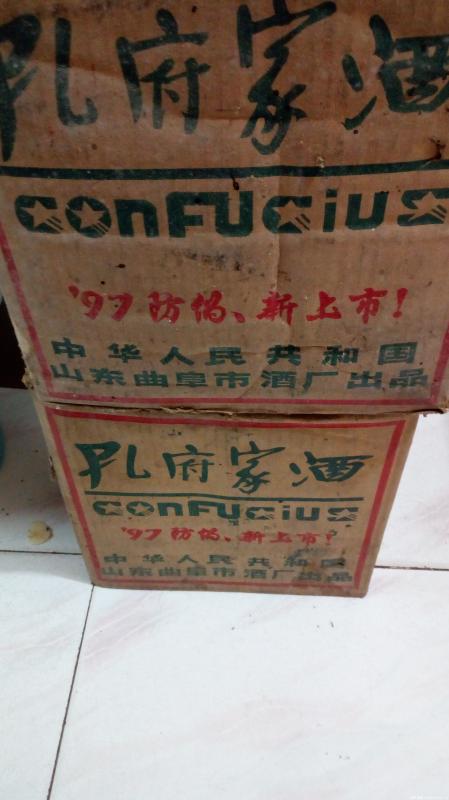 孔府家酒
confucius
'97防伪、新上市!
中华人民共和国
山东曲阜市酒厂出品
孔府家酒
confucius
'97防伪、新上市!
中华人民共和国
山东曲阜市酒厂出品